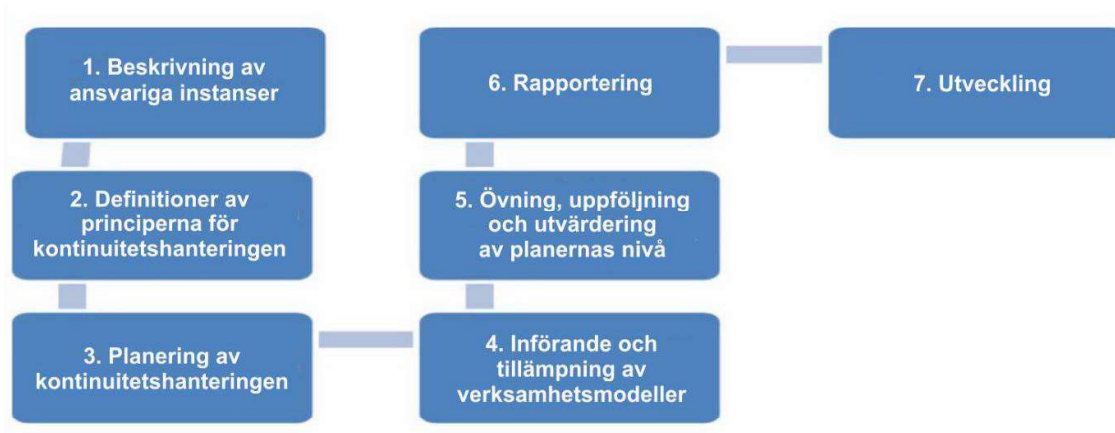 1. Beskrivning av
ansvariga instanser
2. Definitioner av
principerna för
kontinuitetshanteringen
3. Planering av
kontinuitetshanteringen
4. Införande och
tillämpning av
verksamhetsmodeller
5. Övning, uppföljning
och utvärdering
av planernas nivå
6. Rapportering
7. Utveckling